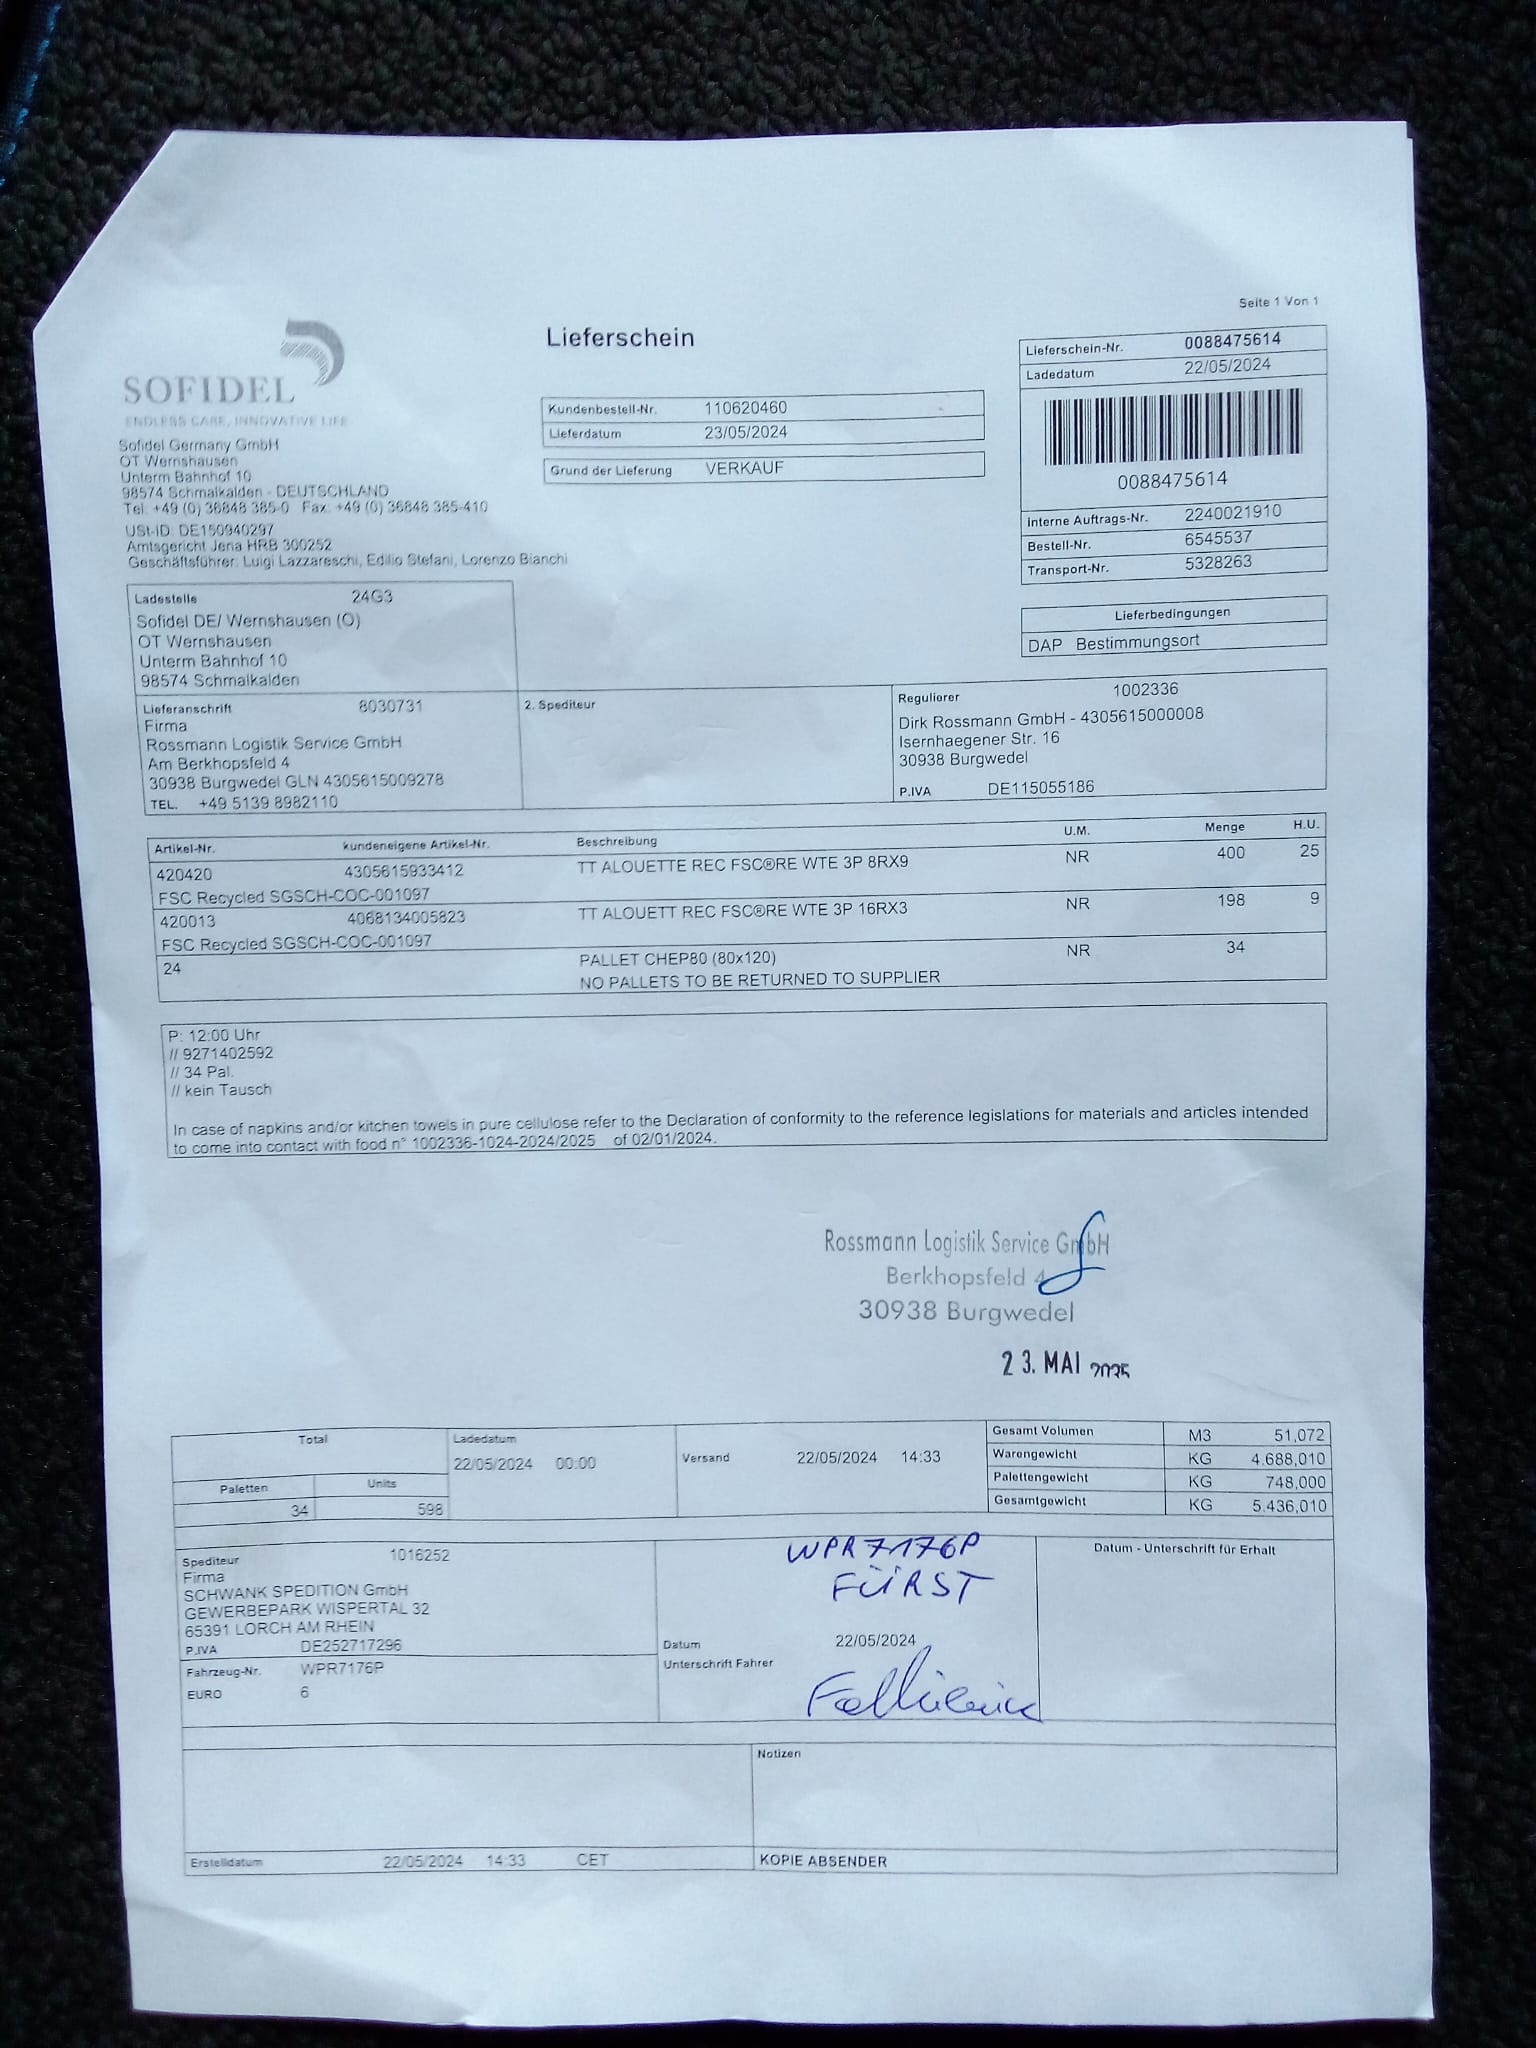 Seite 1 Von 1
SOFIDEL
ENDLESS CARE, INNOVATIVE LIFE
Sofidel Germany GmbH
OT Wernshausen
Unterm Bahnhof 10
98574 Schmalkalden - DEUTSCHLAND
Tel. +49 (0) 36848 385-0 Fax. +49 (0) 36848 385-410
USt-ID: DE150940297
Amtsgericht Jena HRB 300252
Geschäftsführer: Luigi Lazzareschi, Edilio Stefani, Lorenzo Bianchi
Lieferschein
Kundenbestell-Nr. 110620460
Lieferdatum 23/05/2024
Grund der Lieferung VERKAUF
Lieferschein-Nr. 0088475614
Ladedatum 22/05/2024
0088475614
Interne Auftrags-Nr. 2240021910
Bestell-Nr. 6545537
Transport-Nr. 5328263
Lieferbedingungen
DAP Bestimmungsort
Ladestelle 24G3
Sofidel DE/ Wernshausen (O)
OT Wernshausen
Unterm Bahnhof 10
98574 Schmalkalden
Lieferanschrift 8030731
Firma
Rossmann Logistik Service GmbH
Am Berkhopsfeld 4
30938 Burgwedel GLN 4305615009278
TEL. +49 5139 8982110
2. Spediteur
Regulierer 1002336
Dirk Rossmann GmbH - 4305615000008
Isernhaegener Str. 16
30938 Burgwedel
P.IVA DE115055186
Artikel-Nr. kundeneigene Artikel-Nr. Beschreibung U.M. Menge H.U.
420420 4305615933412 TT ALOUETTE REC FSC®RE WTE 3P 8RX9 NR 400 25
FSC Recycled SGSCH-COC-001097
420013 4068134005823 TT ALOUETT REC FSC®RE WTE 3P 16RX3 NR 198 9
FSC Recycled SGSCH-COC-001097
24 PALLET CHEP80 (80x120) NR 34
NO PALLETS TO BE RETURNED TO SUPPLIER
P: 12:00 Uhr
// 9271402592
// 34 Pal.
// kein Tausch
In case of napkins and/or kitchen towels in pure cellulose refer to the Declaration of conformity to the reference legislations for materials and articles intended
to come into contact with food n° 1002336-1024-2024/2025 of 02/01/2024.
Rossmann Logistik Service GmbH
Berkhopsfeld 4
30938 Burgwedel
23. MAI
Total
Paletten Units
34 598
Ladedatum
22/05/2024 00:00
Versand 22/05/2024 14:33
Gesamt Volumen M3 51,072
Warengewicht KG 4.688,010
Palettengewicht KG 748,000
Gesamtgewicht KG 5.436,010
Spediteur 1016252
Firma
SCHWANK SPEDITION GmbH
GEWERBEPARK WISPERTAL 32
65391 LORCH AM RHEIN
P.IVA DE252717296
Fahrzeug-Nr. WPR7176P
EURO 6
WPR7176P
FÜRST
Datum 22/05/2024
Unterschrift Fahrer
Datum - Unterschrift für Erhalt
Notizen
Erstelldatum 22/05/2024 14:33 CET
KOPIE ABSENDER